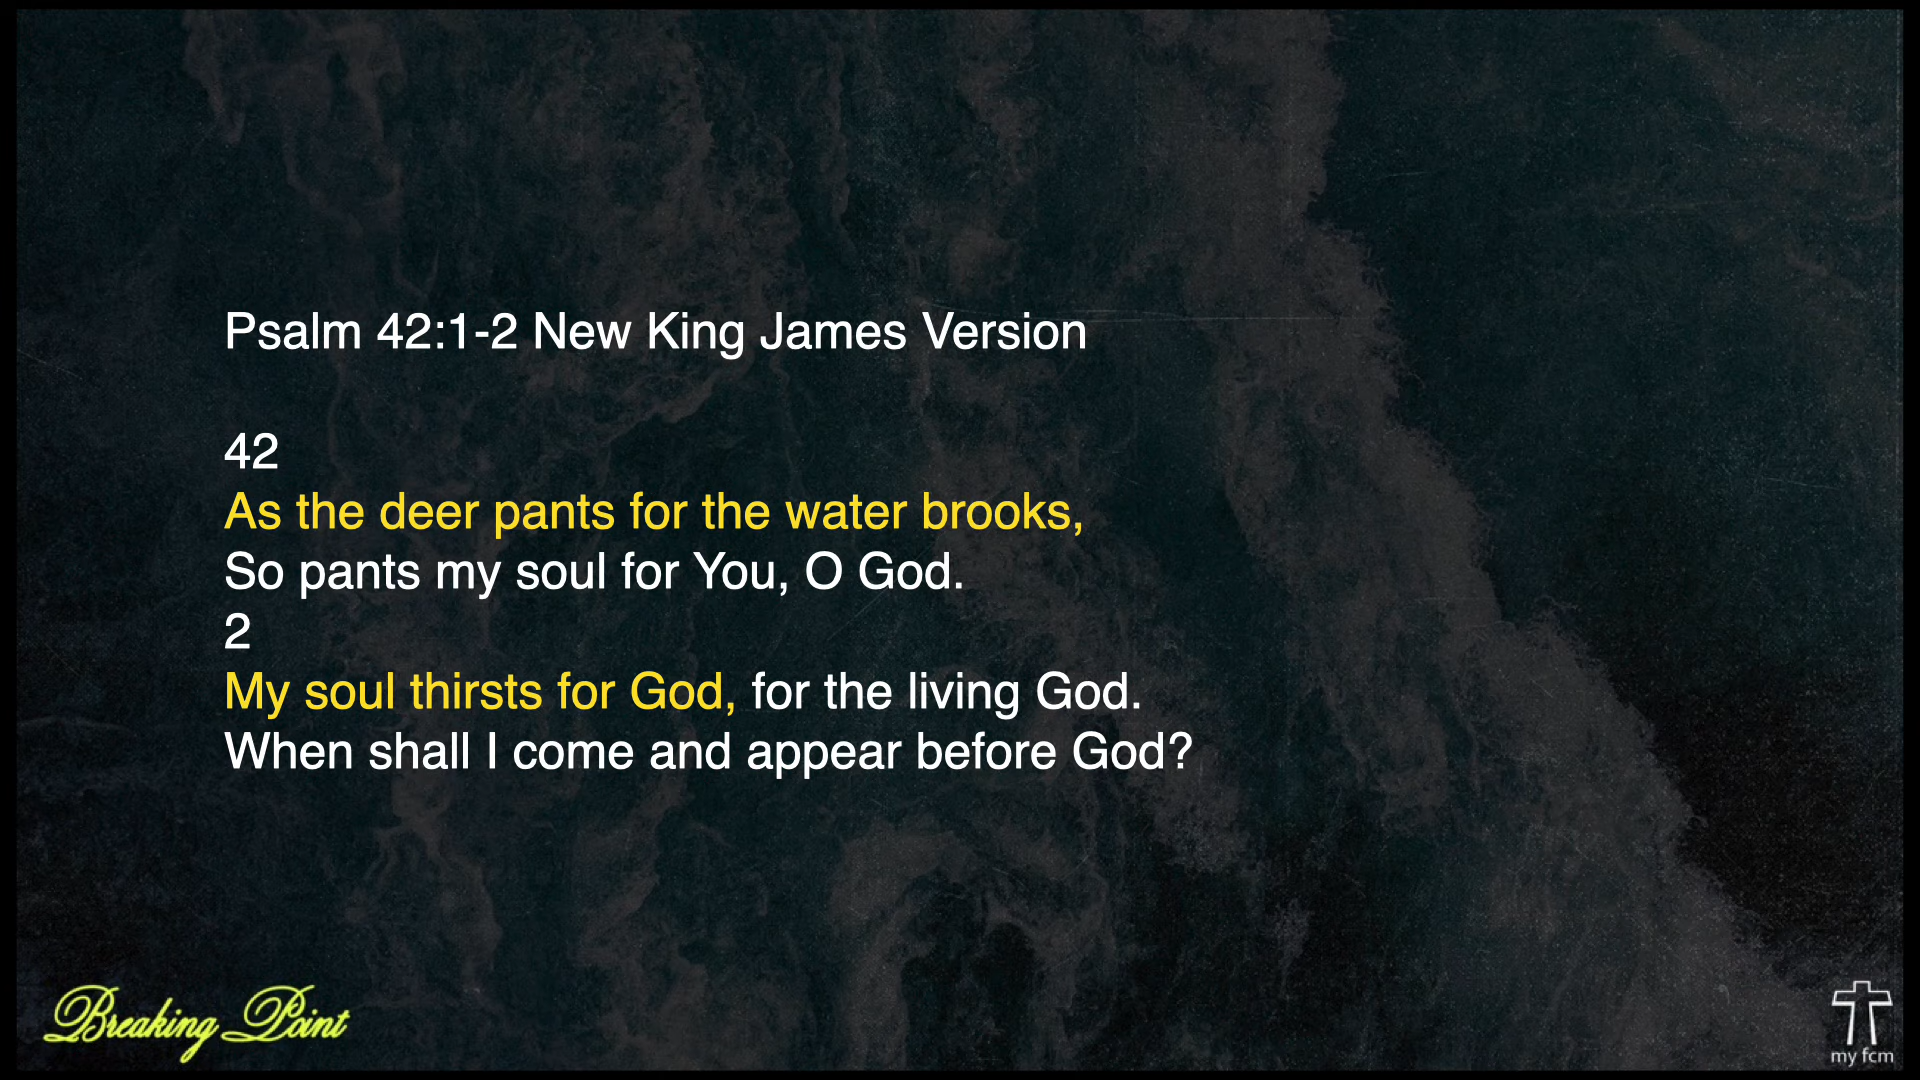 Psalm 42:1-2 New King James Version
42
As the deer pants for the water brooks,
So pants my soul for You, O God.
2
My soul thirsts for God, for the living God.
When shall I come and appear before God?
Breaking Point
my fcm